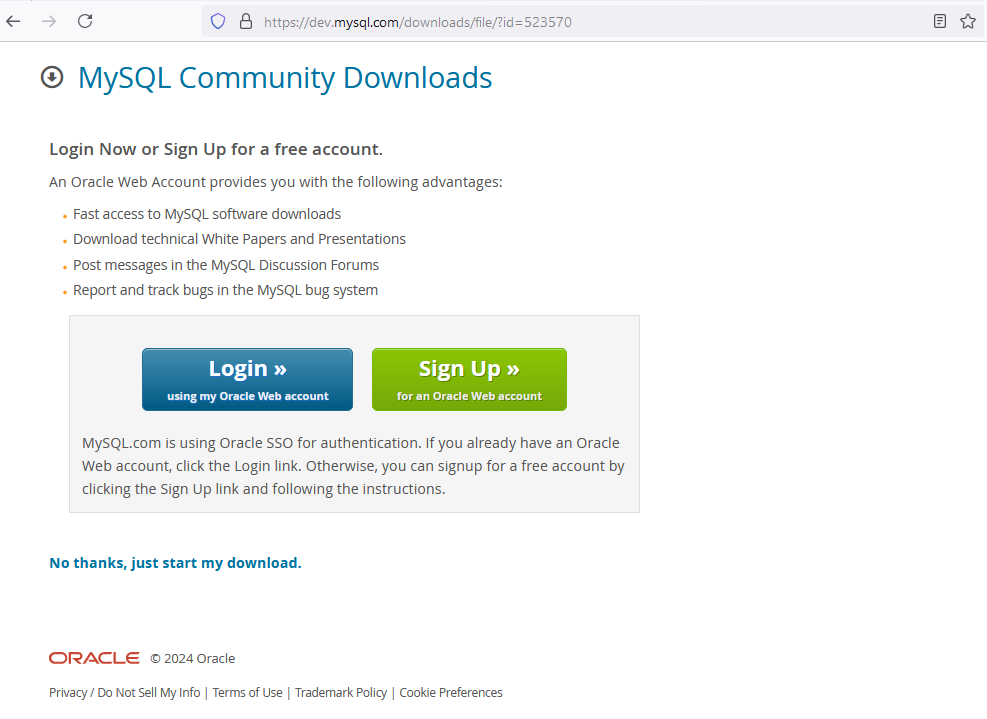 https://dev.mysql.com/downloads/file/?id=523570
MySQL Community Downloads
Login Now or Sign Up for a free account.
An Oracle Web Account provides you with the following advantages:
Fast access to MySQL software downloads
Download technical White Papers and Presentations
Post messages in the MySQL Discussion Forums
Report and track bugs in the MySQL bug system
Login »
using my Oracle Web account
Sign Up »
for an Oracle Web account
MySQL.com is using Oracle SSO for authentication. If you already have an Oracle
Web account, click the Login link. Otherwise, you can signup for a free account by
clicking the Sign Up link and following the instructions.
No thanks, just start my download.
ORACLE © 2024 Oracle
Privacy / Do Not Sell My Info | Terms of Use | Trademark Policy | Cookie Preferences